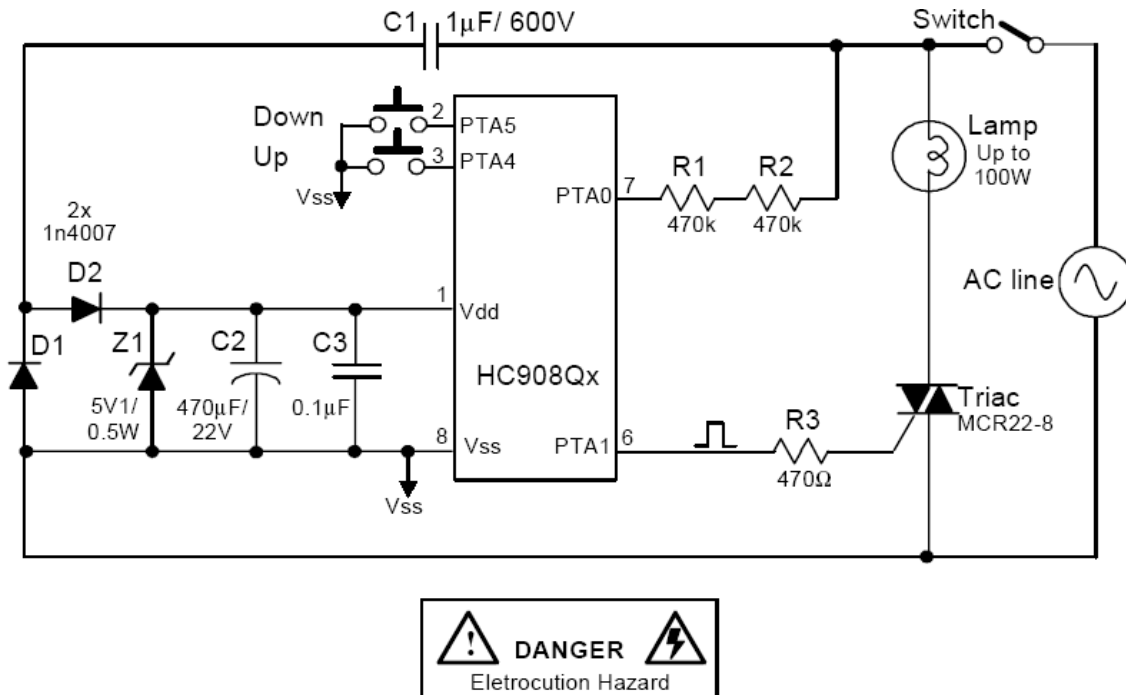 C1 1µF/ 600V
Switch
Down
Up
2
PTA5
3
PTA4
Vss
Lamp
Up to
100W
R1
R2
7
PTA0
470k
470k
2x
1n4007
D2
AC line
1
Vdd
D1
Z1
C2
C3
HC908Qx
5V1/
0.5W
470µF/
22V
0.1µF
Triac
MCR22-8
8
Vss
PTA1
6
R3
470Ω
Vss
! DANGER
Eletrocution Hazard